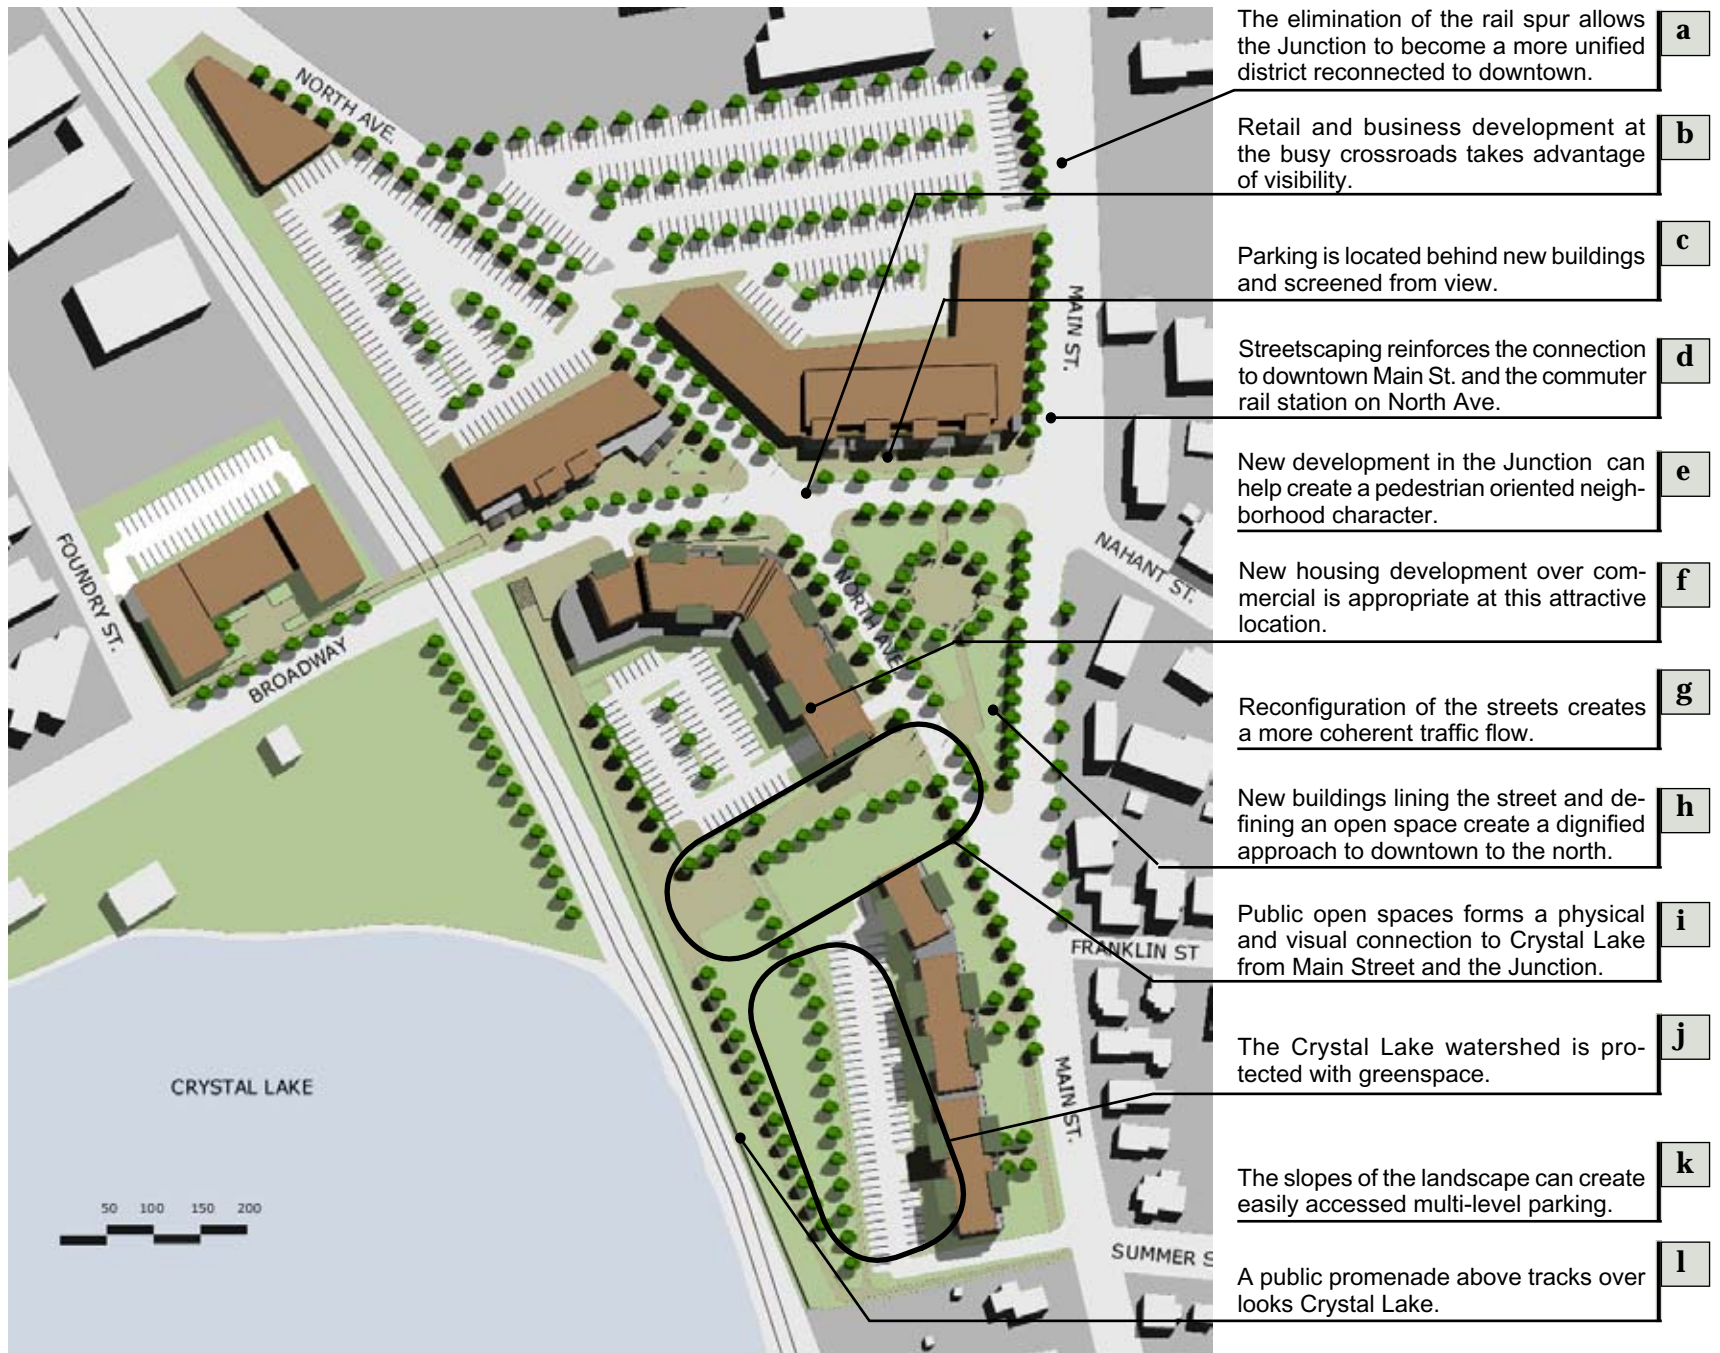 The elimination of the rail spur allows
the Junction to become a more unified
district reconnected to downtown.
a
Retail and business development at
the busy crossroads takes advantage
of visibility.
b
Parking is located behind new buildings
and screened from view.
c
Streetscaping reinforces the connection
to downtown Main St. and the commuter
rail station on North Ave.
d
New development in the Junction can
help create a pedestrian oriented neigh-
borhood character.
e
New housing development over com-
mercial is appropriate at this attractive
location.
f
Reconfiguration of the streets creates
a more coherent traffic flow.
g
New buildings lining the street and de-
fining an open space create a dignified
approach to downtown to the north.
h
Public open spaces forms a physical
and visual connection to Crystal Lake
from Main Street and the Junction.
i
The Crystal Lake watershed is pro-
tected with greenspace.
j
The slopes of the landscape can create
easily accessed multi-level parking.
k
A public promenade above tracks over
looks Crystal Lake.
l
NORTH AVE.
MAIN ST.
FOUNDRY ST.
BROADWAY
NORTH AVE.
NAHANT ST.
FRANKLIN ST
MAIN ST.
SUMMER S
CRYSTAL LAKE
50 100 150 200